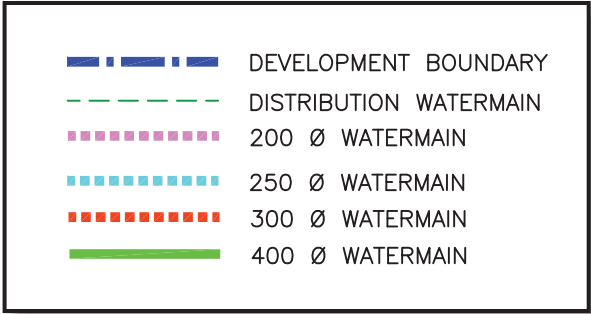 DEVELOPMENT BOUNDARY
DISTRIBUTION WATERMAIN
200 Ø WATERMAIN
250 Ø WATERMAIN
300 Ø WATERMAIN
400 Ø WATERMAIN